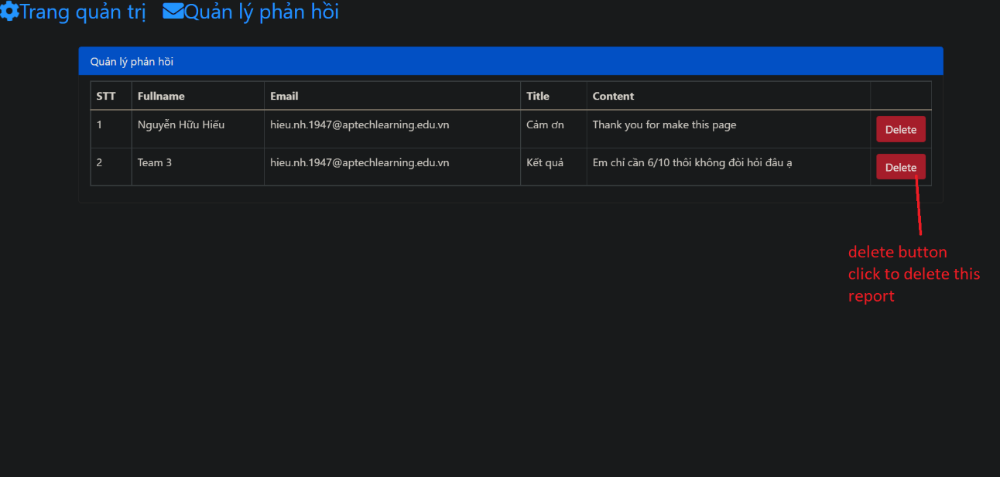 Trang quản trị Quản lý phản hồi
Quản lý phản hồi
STT Fullname Email Title Content
1 Nguyễn Hữu Hiếu hieu.nh.1947@aptechlearning.edu.vn Cảm ơn Thank you for make this page Delete
2 Team 3 hieu.nh.1947@aptechlearning.edu.vn Kết quả Em chỉ cần 6/10 thôi không đòi hỏi đâu ạ Delete
delete button
click to delete this
report